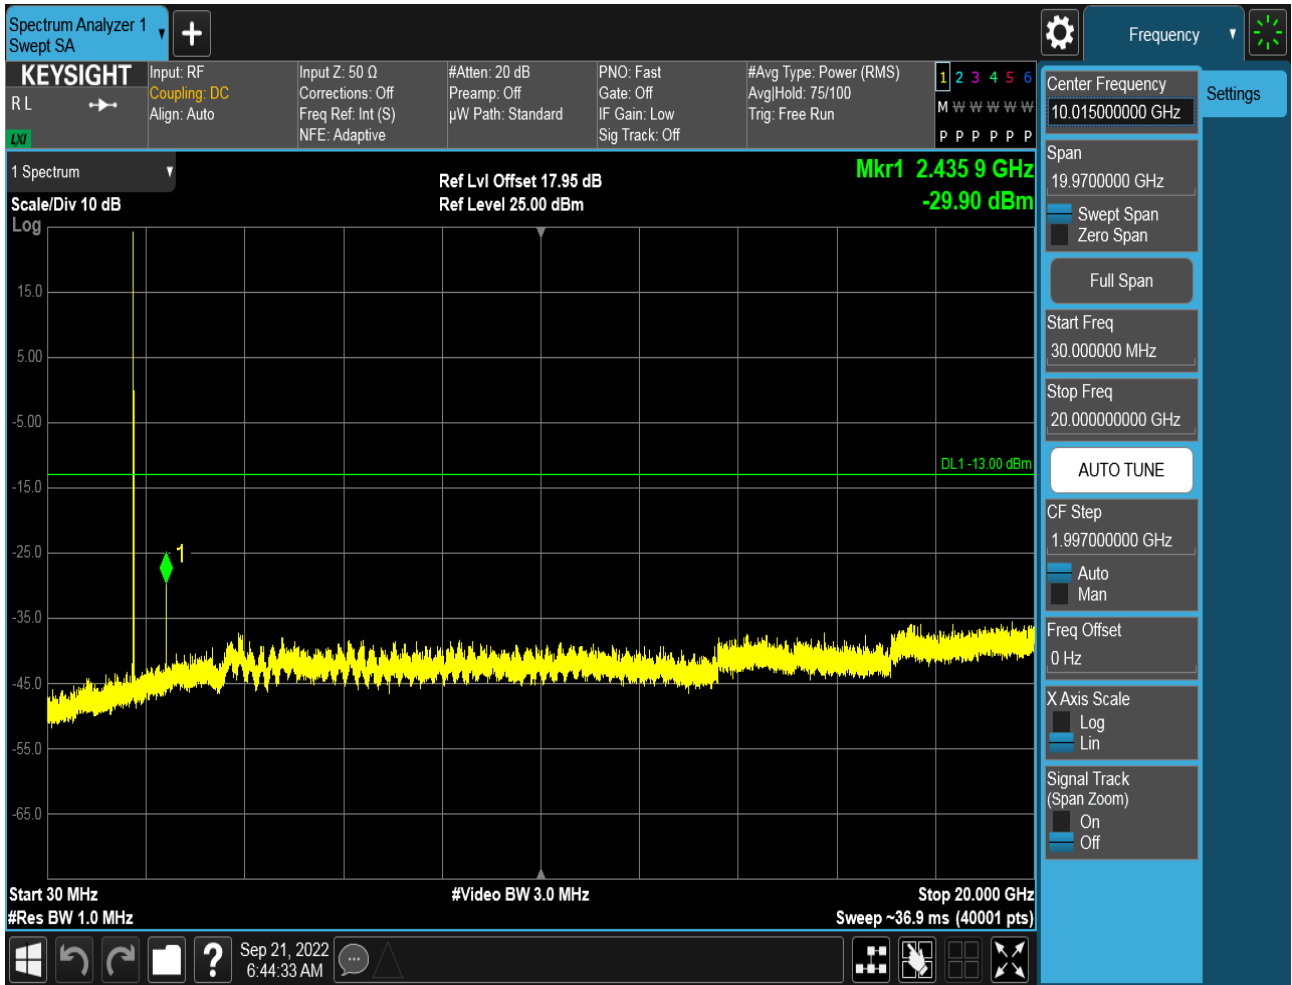 Spectrum Analyzer 1
Swept SA
Frequency
KEYSIGHT
R L
LXI
Input: RF
Coupling: DC
Align: Auto
Input Z: 50 Ω
Corrections: Off
Freq Ref: Int (S)
NFE: Adaptive
#Atten: 20 dB
Preamp: Off
µW Path: Standard
PNO: Fast
Gate: Off
IF Gain: Low
Sig Track: Off
#Avg Type: Power (RMS)
Avg|Hold: 75/100
Trig: Free Run
1 2 3 4 5 6
M W W W W W
P P P P P P
1 Spectrum
Scale/Div 10 dB
Log
Ref Lvl Offset 17.95 dB
Ref Level 25.00 dBm
Mkr1 2.435 9 GHz
-29.90 dBm
15.0
5.00
-5.00
-15.0
-25.0
-35.0
-45.0
-55.0
-65.0
DL1 -13.00 dBm
1
Start 30 MHz
#Res BW 1.0 MHz
#Video BW 3.0 MHz
Stop 20.000 GHz
Sweep ~36.9 ms (40001 pts)
Sep 21, 2022
6:44:33 AM
Center Frequency
10.015000000 GHz
Settings
Span
19.9700000 GHz
Swept Span
Zero Span
Full Span
Start Freq
30.000000 MHz
Stop Freq
20.000000000 GHz
AUTO TUNE
CF Step
1.997000000 GHz
Auto
Man
Freq Offset
0 Hz
X Axis Scale
Log
Lin
Signal Track
(Span Zoom)
On
Off